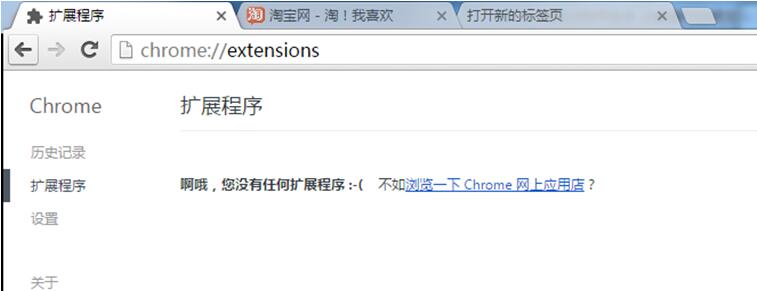 扩展程序
淘宝网 - 淘！我喜欢
打开新的标签页
chrome://extensions
Chrome
扩展程序
历史记录
扩展程序
啊哦，您没有任何扩展程序 :-( 不如浏览一下 Chrome 网上应用店？
设置
关于